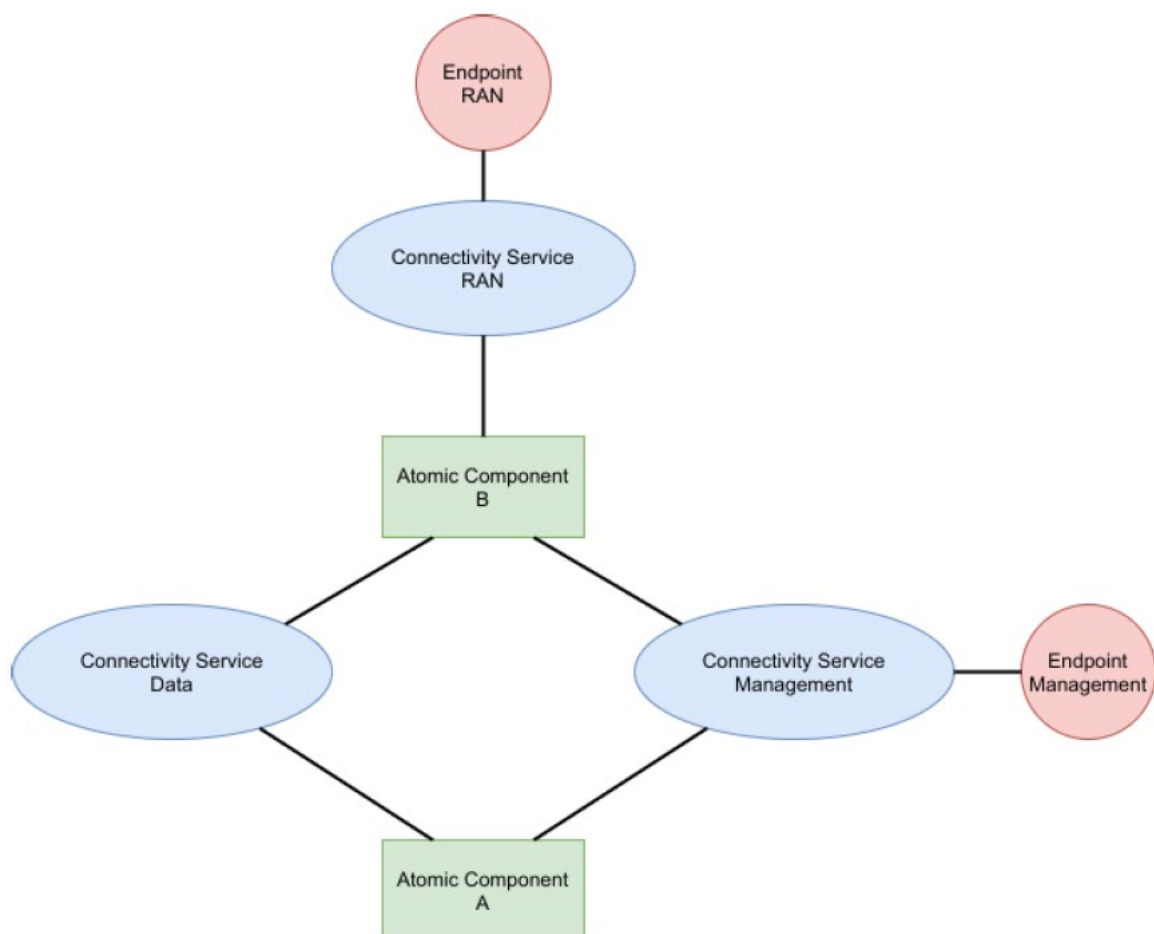 Endpoint
RAN
Connectivity Service
RAN
Atomic Component
B
Connectivity Service
Data
Connectivity Service
Management
Endpoint
Management
Atomic Component
A